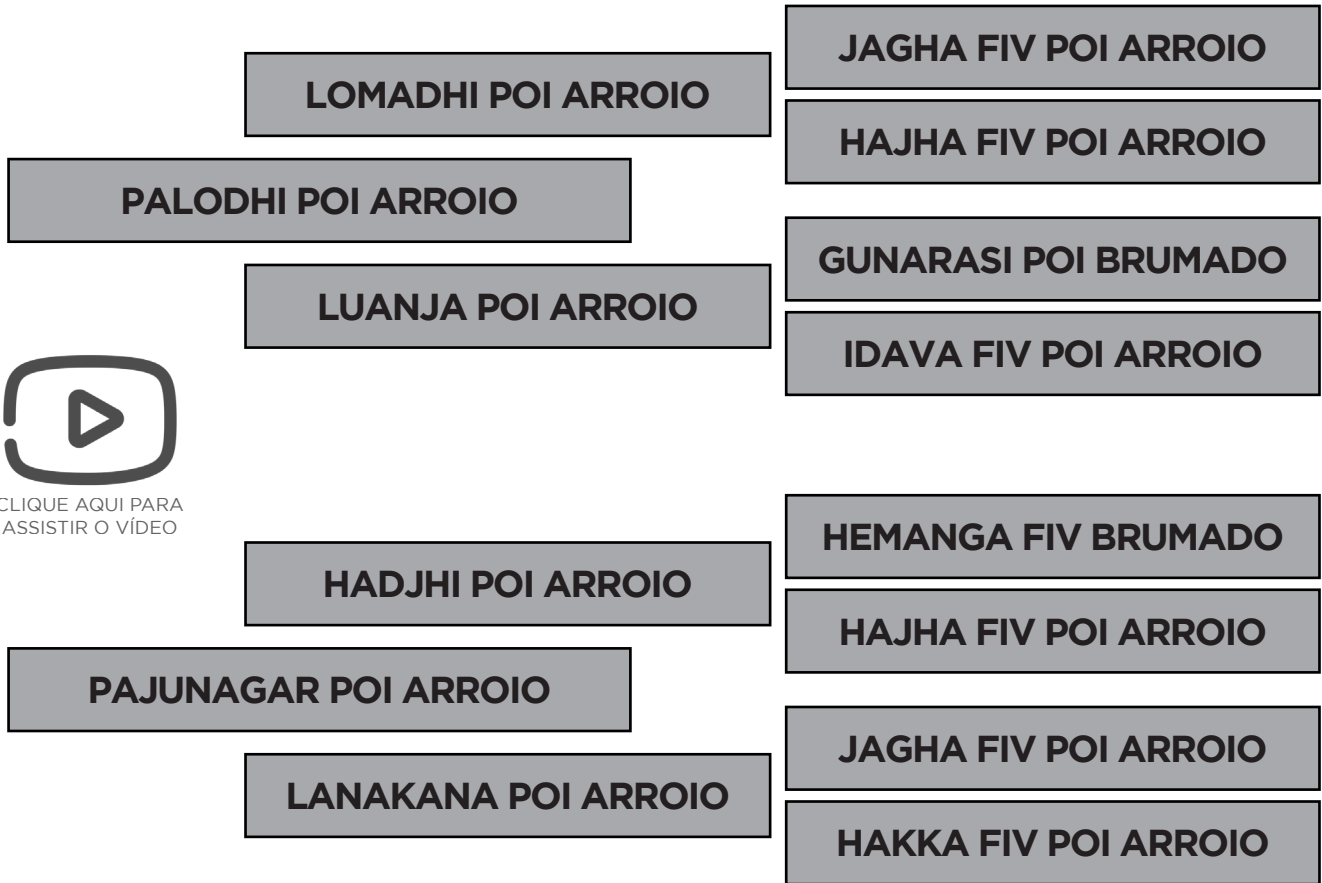 JAGHA FIV POI ARROIO
LOMADHI POI ARROIO
HAJHA FIV POI ARROIO
PALODHI POI ARROIO
GUNARASI POI BRUMADO
LUANJA POI ARROIO
IDAVA FIV POI ARROIO
CLIQUE AQUI PARA
ASSISTIR O VÍDEO
HEMANGA FIV BRUMADO
HADJHI POI ARROIO
HAJHA FIV POI ARROIO
PAJUNAGAR POI ARROIO
JAGHA FIV POI ARROIO
LANAKANA POI ARROIO
HAKKA FIV POI ARROIO